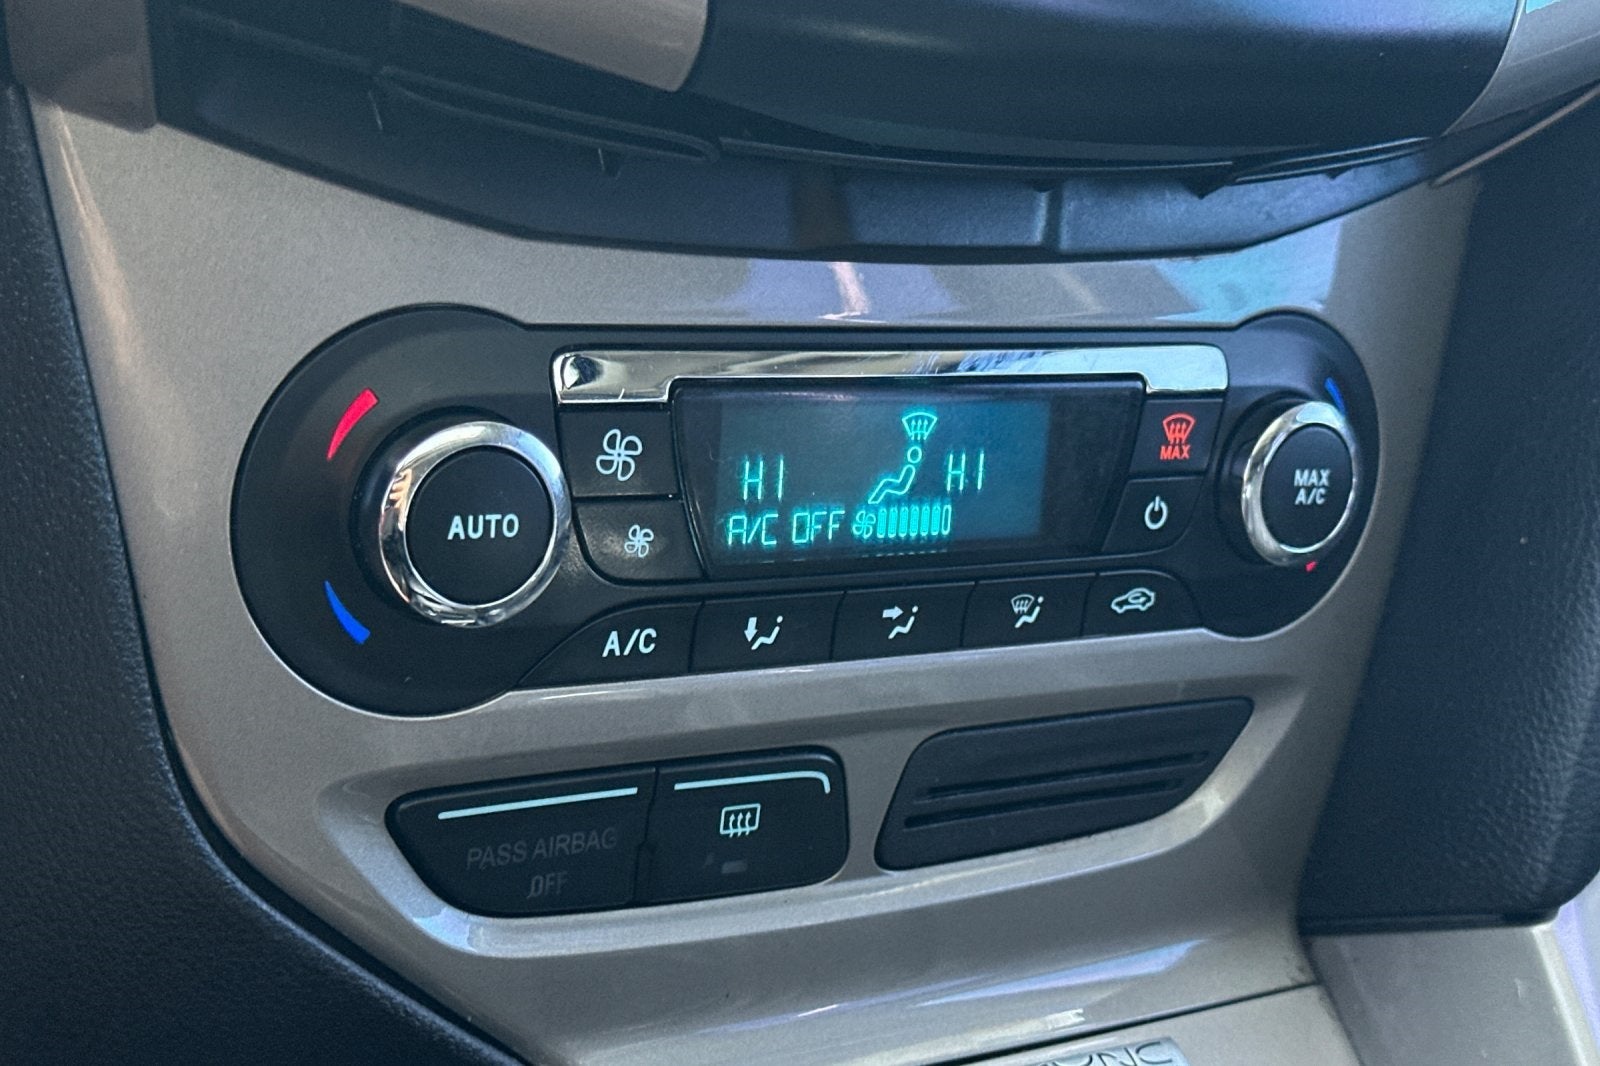 AUTO
HI
HI
A/C OFF
MAX
MAX
A/C
A/C
PASS AIRBAG
OFF